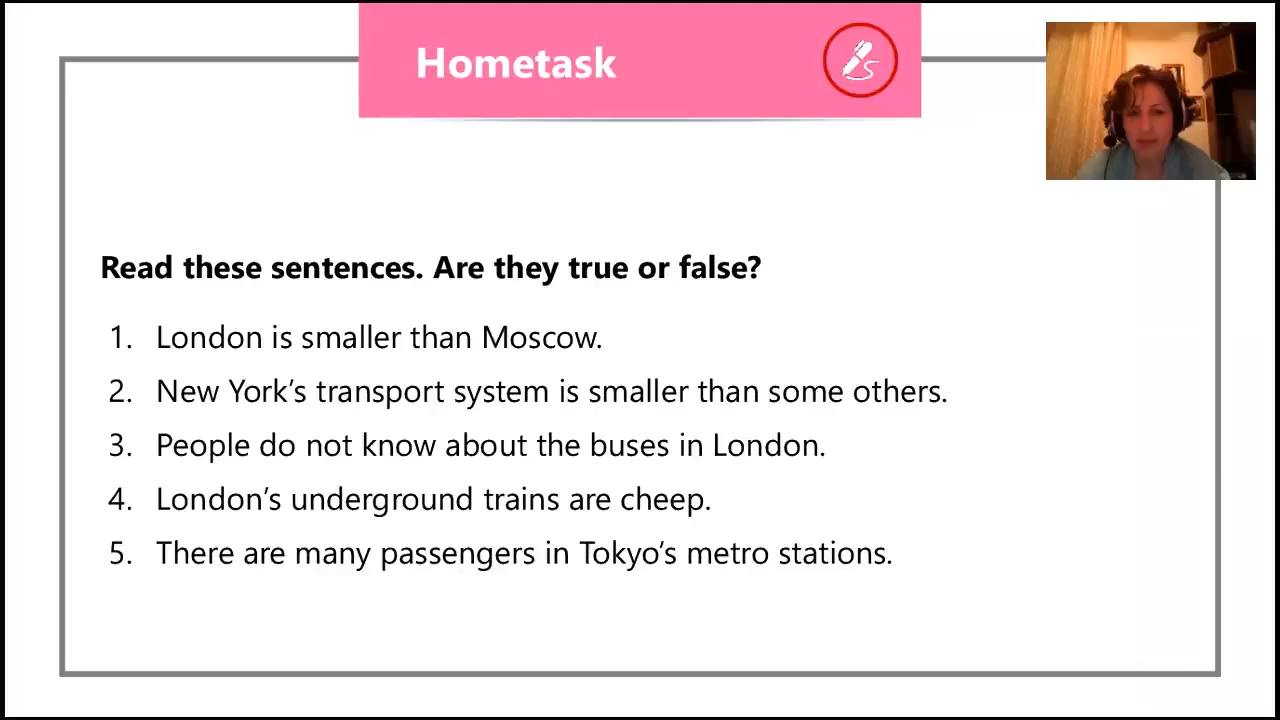 Hometask
Read these sentences. Are they true or false?
1. London is smaller than Moscow.
2. New York’s transport system is smaller than some others.
3. People do not know about the buses in London.
4. London’s underground trains are cheep.
5. There are many passengers in Tokyo’s metro stations.